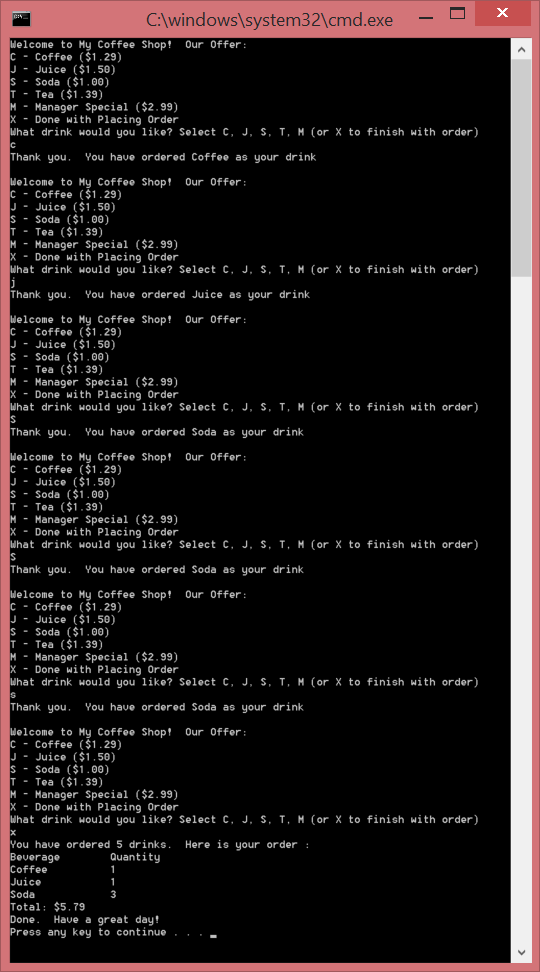 C:\windows\system32\cmd.exe
Welcome to My Coffee Shop!  Our Offer:
C - Coffee ($1.29)
J - Juice ($1.50)
S - Soda ($1.00)
T - Tea ($1.39)
M - Manager Special ($2.99)
X - Done with Placing Order
What drink would you like? Select C, J, S, T, M (or X to finish with order)
c
Thank you.  You have ordered Coffee as your drink

Welcome to My Coffee Shop!  Our Offer:
C - Coffee ($1.29)
J - Juice ($1.50)
S - Soda ($1.00)
T - Tea ($1.39)
M - Manager Special ($2.99)
X - Done with Placing Order
What drink would you like? Select C, J, S, T, M (or X to finish with order)
j
Thank you.  You have ordered Juice as your drink

Welcome to My Coffee Shop!  Our Offer:
C - Coffee ($1.29)
J - Juice ($1.50)
S - Soda ($1.00)
T - Tea ($1.39)
M - Manager Special ($2.99)
X - Done with Placing Order
What drink would you like? Select C, J, S, T, M (or X to finish with order)
S
Thank you.  You have ordered Soda as your drink

Welcome to My Coffee Shop!  Our Offer:
C - Coffee ($1.29)
J - Juice ($1.50)
S - Soda ($1.00)
T - Tea ($1.39)
M - Manager Special ($2.99)
X - Done with Placing Order
What drink would you like? Select C, J, S, T, M (or X to finish with order)
S
Thank you.  You have ordered Soda as your drink

Welcome to My Coffee Shop!  Our Offer:
C - Coffee ($1.29)
J - Juice ($1.50)
S - Soda ($1.00)
T - Tea ($1.39)
M - Manager Special ($2.99)
X - Done with Placing Order
What drink would you like? Select C, J, S, T, M (or X to finish with order)
s
Thank you.  You have ordered Soda as your drink

Welcome to My Coffee Shop!  Our Offer:
C - Coffee ($1.29)
J - Juice ($1.50)
S - Soda ($1.00)
T - Tea ($1.39)
M - Manager Special ($2.99)
X - Done with Placing Order
What drink would you like? Select C, J, S, T, M (or X to finish with order)
x
You have ordered 5 drinks.  Here is your order :
Beverage        Quantity
Coffee          1
Juice           1
Soda            3
Total: $5.79
Done.  Have a great day!
Press any key to continue . . . _